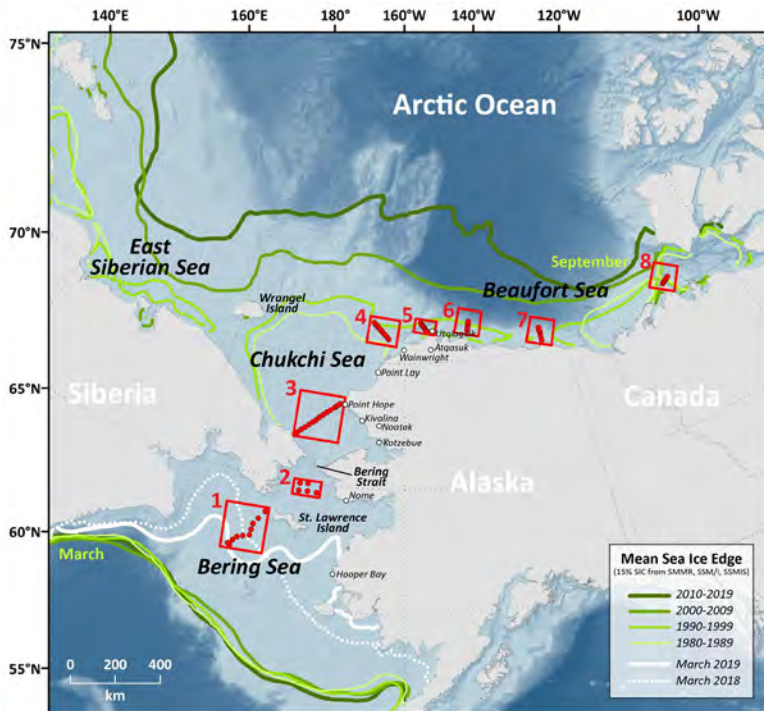 140°E 160°E 180° 160°W 140°W 120°W 100°W
75°N
Arctic Ocean
70°N
September
8
East
Siberian Sea
Beaufort Sea
Wrangel
Island
4
5
6
7
Utqiagvik
Chukchi Sea
Wainwright
Atqasuk
Point Lay
65°N
Siberia
Canada
3
Point Hope
Kivalina
Noatak
Kotzebue
Alaska
Bering
Strait
2
Nome
1
St. Lawrence
Island
60°N
March
Bering Sea
Hooper Bay
Mean Sea Ice Edge
(15% SIC from SMMR, SSM/I, SSMIS)
2010-2019
2000-2009
1990-1999
1980-1989
March 2019
March 2018
55°N
0 200 400
km